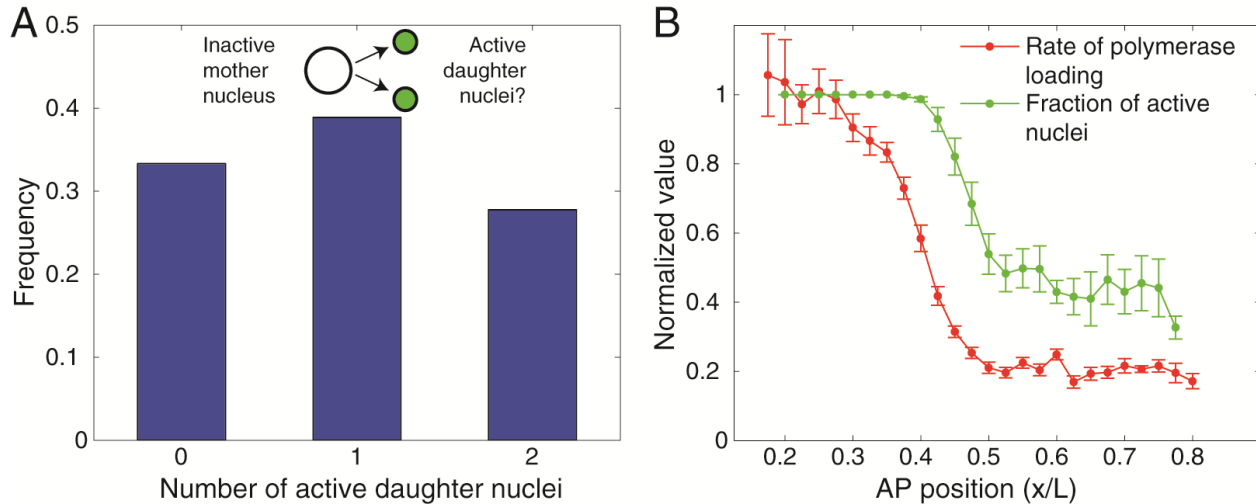 A
0.5
0.4
0.3
0.2
0.1
0
Frequency
Inactive
mother
nucleus
Active
daughter
nuclei?
0
1
2
Number of active daughter nuclei
B
Rate of polymerase
loading
Fraction of active
nuclei
1
0.8
0.6
0.4
0.2
0
Normalized value
0.2
0.3
0.4
0.5
0.6
0.7
0.8
AP position (x/L)